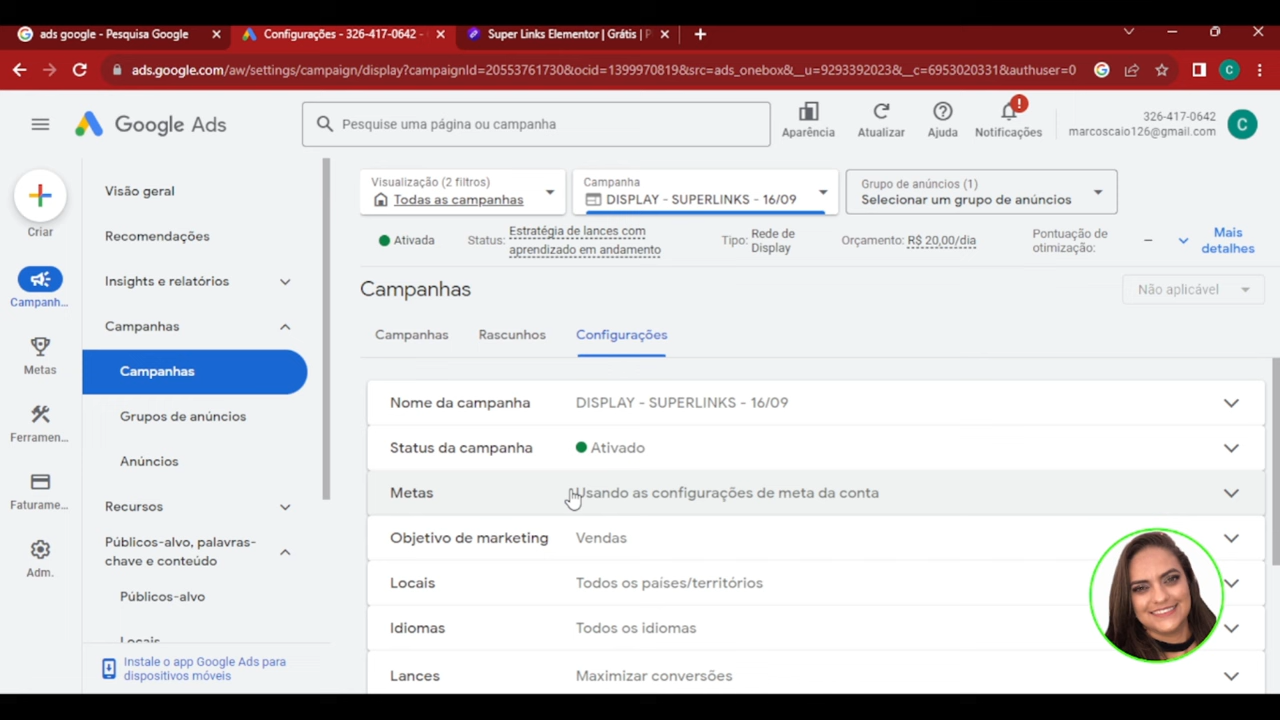 ads google - Pesquisa Google
Configurações - 326-417-0642 -
Super Links Elementor | Grátis |
ads.google.com/aw/settings/campaign/display?campaignId=20553761730&ocid=1399970819&src=ads_onebox&__u=9293392023&__c=6953020331&authuser=0
C
Google Ads
Pesquise uma página ou campanha
Aparência
Atualizar
Ajuda
Notificações
326-417-0642
marcoscaio126@gmail.com
C
Criar
Campanh...
Metas
Ferramen...
Faturame...
Adm.
Visão geral
Recomendações
Insights e relatórios
Campanhas
Campanhas
Grupos de anúncios
Anúncios
Recursos
Públicos-alvo, palavras-
chave e conteúdo
Públicos-alvo
Locais
Instale o app Google Ads para
dispositivos móveis
Visualização (2 filtros)
Todas as campanhas
Campanha
DISPLAY - SUPERLINKS - 16/09
Grupo de anúncios (1)
Selecionar um grupo de anúncios
Ativada
Status: Estratégia de lances com
aprendizado em andamento
Tipo: Rede de
Display
Orçamento: R$ 20,00/dia
Pontuação de
otimização: –
Mais
detalhes
Campanhas
Não aplicável
Campanhas Rascunhos Configurações
Nome da campanha DISPLAY - SUPERLINKS - 16/09
Status da campanha Ativado
Metas Usando as configurações de meta da conta
Objetivo de marketing Vendas
Locais Todos os países/territórios
Idiomas Todos os idiomas
Lances Maximizar conversões